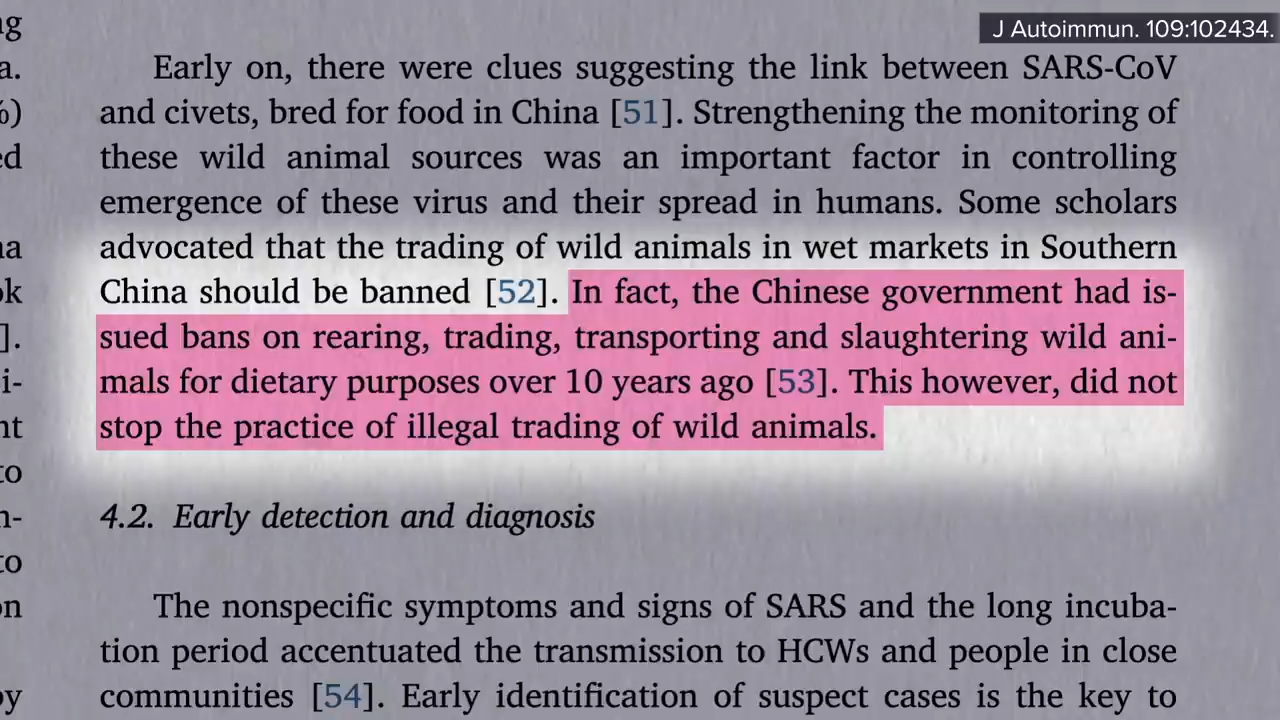 J Autoimmun. 109:102434.
Early on, there were clues suggesting the link between SARS-CoV
and civets, bred for food in China [51]. Strengthening the monitoring of
these wild animal sources was an important factor in controlling
emergence of these virus and their spread in humans. Some scholars
advocated that the trading of wild animals in wet markets in Southern
China should be banned [52]. In fact, the Chinese government had is-
sued bans on rearing, trading, transporting and slaughtering wild ani-
mals for dietary purposes over 10 years ago [53]. This however, did not
stop the practice of illegal trading of wild animals.
4.2. Early detection and diagnosis
The nonspecific symptoms and signs of SARS and the long incuba-
tion period accentuated the transmission to HCWs and people in close
communities [54]. Early identification of suspect cases is the key to